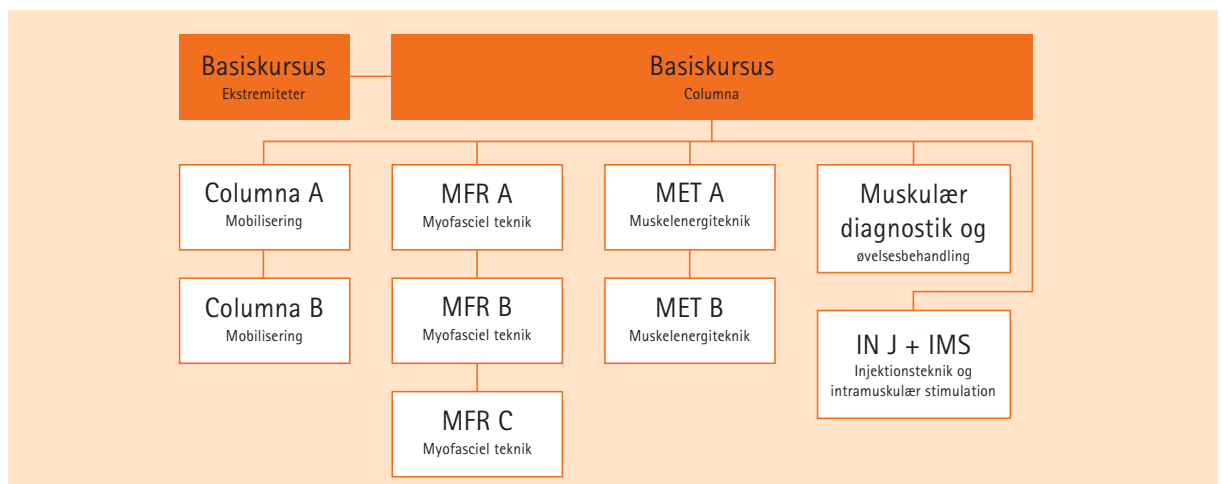 Basiskursus
Ekstremiteter
Basiskursus
Columna
Columna A
Mobilisering
MFR A
Myofasciel teknik
MET A
Muskelenergiteknik
Muskulær
diagnostik og
øvelsesbehandling
Columna B
Mobilisering
MFR B
Myofasciel teknik
MET B
Muskelenergiteknik
IN J + IMS
Injektionsteknik og
intramuskulær stimulation
MFR C
Myofasciel teknik